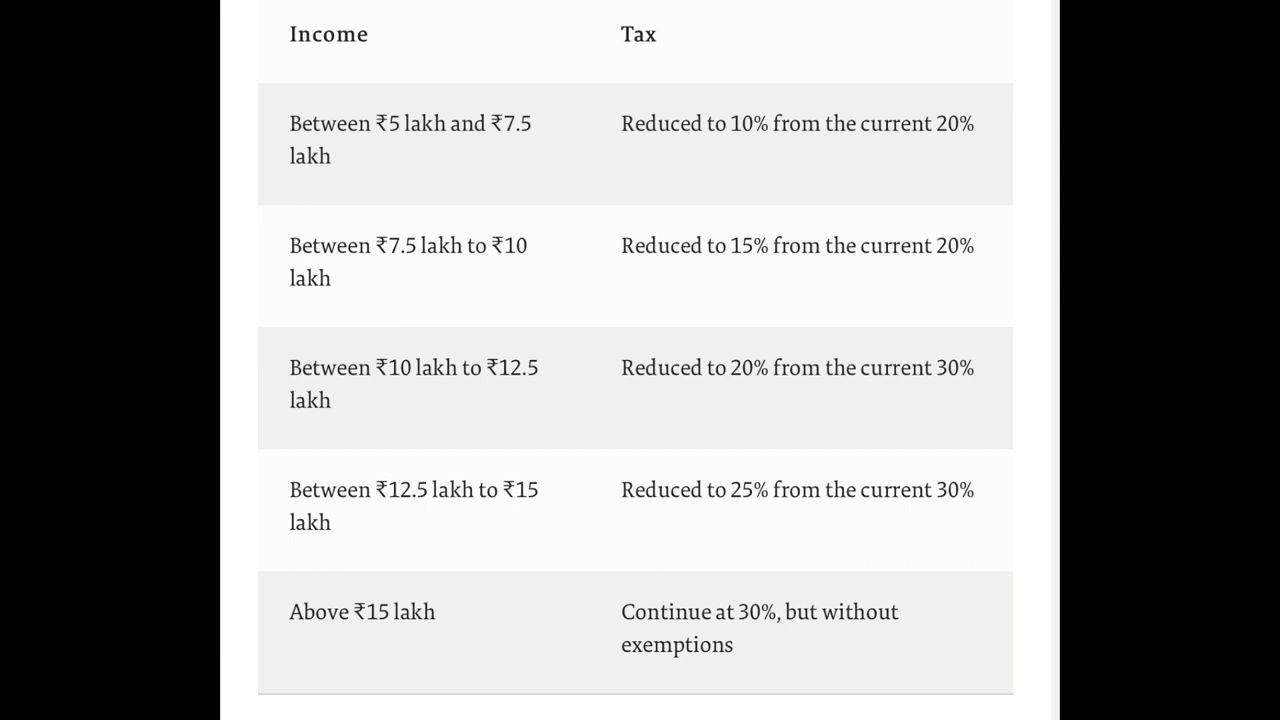 Income Tax
Between ₹5 lakh and ₹7.5 Reduced to 10% from the current 20%
lakh
Between ₹7.5 lakh to ₹10 Reduced to 15% from the current 20%
lakh
Between ₹10 lakh to ₹12.5 Reduced to 20% from the current 30%
lakh
Between ₹12.5 lakh to ₹15 Reduced to 25% from the current 30%
lakh
Above ₹15 lakh Continue at 30%, but without
exemptions